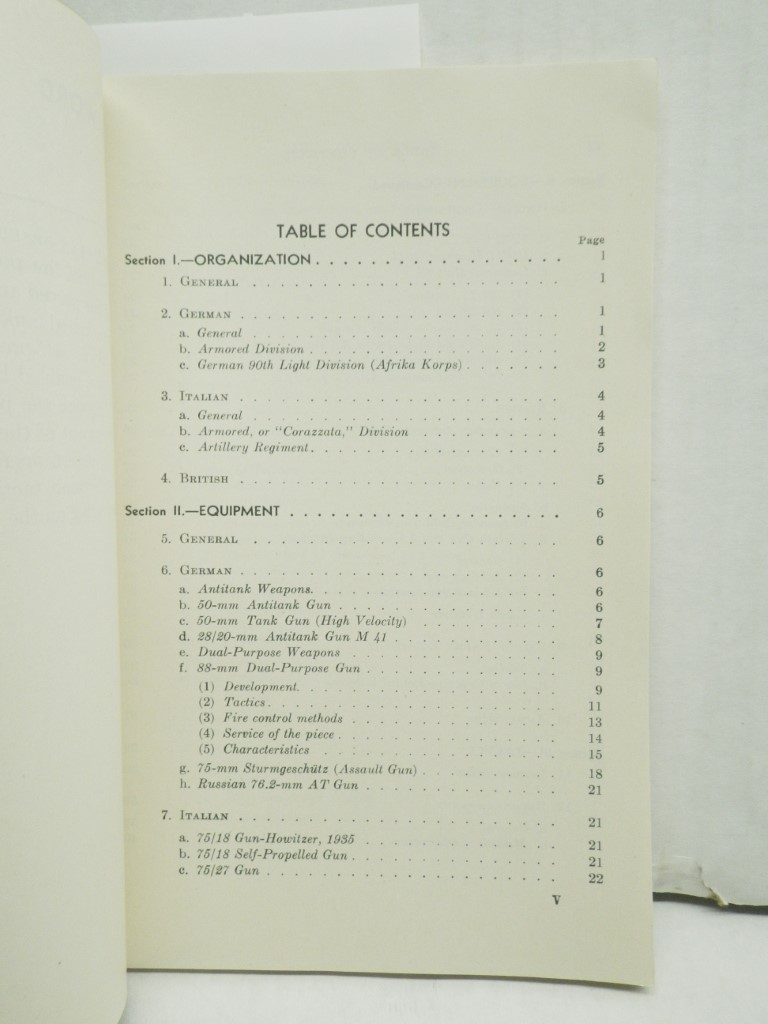 TABLE OF CONTENTS
Page
Section I.—ORGANIZATION . . . . . . . . . . . . . . . . . . 1
1. GENERAL . . . . . . . . . . . . . . . . . . . . . . 1
2. GERMAN . . . . . . . . . . . . . . . . . . . . . . . 1
a. General . . . . . . . . . . . . . . . . . . . . . . 1
b. Armored Division . . . . . . . . . . . . . . . . . . 2
c. German 90th Light Division (Afrika Korps) . . . . . . . 3
3. ITALIAN . . . . . . . . . . . . . . . . . . . . . . . 4
a. General . . . . . . . . . . . . . . . . . . . . . . 4
b. Armored, or "Corazzata," Division . . . . . . . . . . 4
c. Artillery Regiment . . . . . . . . . . . . . . . . . . 5
4. BRITISH . . . . . . . . . . . . . . . . . . . . . . . 5
Section II.—EQUIPMENT . . . . . . . . . . . . . . . . . . . . 6
5. GENERAL . . . . . . . . . . . . . . . . . . . . . . 6
6. GERMAN . . . . . . . . . . . . . . . . . . . . . . . 6
a. Antitank Weapons . . . . . . . . . . . . . . . . . . 6
b. 50-mm Antitank Gun . . . . . . . . . . . . . . . . . 6
c. 50-mm Tank Gun (High Velocity) . . . . . . . . . . 7
d. 28/20-mm Antitank Gun M 41 . . . . . . . . . . . . 8
e. Dual-Purpose Weapons . . . . . . . . . . . . . . . 9
f. 88-mm Dual-Purpose Gun . . . . . . . . . . . . . . 9
(1) Development . . . . . . . . . . . . . . . . . . . 9
(2) Tactics . . . . . . . . . . . . . . . . . . . . . 11
(3) Fire control methods . . . . . . . . . . . . . . . 13
(4) Service of the piece . . . . . . . . . . . . . . . 14
(5) Characteristics . . . . . . . . . . . . . . . . . 15
g. 75-mm Sturmgeschütz (Assault Gun) . . . . . . . . . . 18
h. Russian 76.2-mm AT Gun . . . . . . . . . . . . . . 21
7. ITALIAN . . . . . . . . . . . . . . . . . . . . . . . 21
a. 75/18 Gun-Howitzer, 1935 . . . . . . . . . . . . . . 21
b. 75/18 Self-Propelled Gun . . . . . . . . . . . . . . . 21
c. 75/27 Gun . . . . . . . . . . . . . . . . . . . . . 22
V